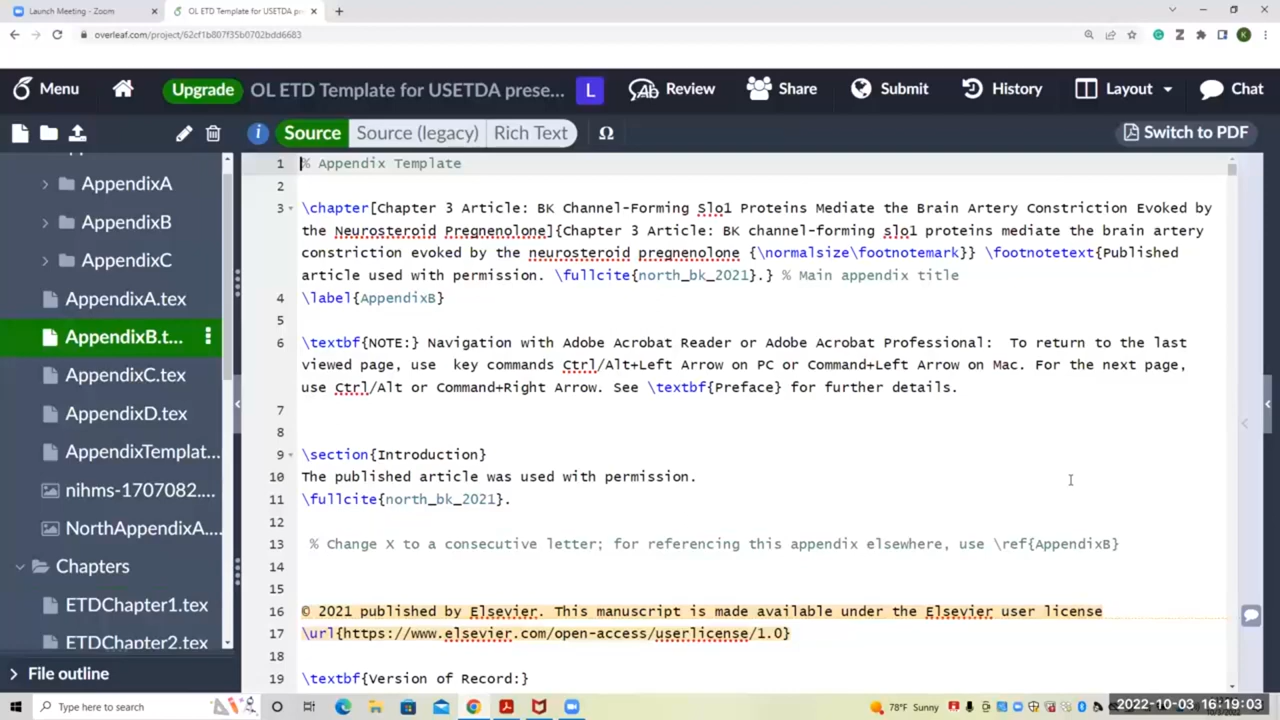 Launch Meeting - Zoom
OL ETD Template for USETDA pre
overleaf.com/project/62cf1b807f35b0702bdd6683
Menu
Upgrade
OL ETD Template for USETDA prese...
L
Review
Share
Submit
History
Layout
Chat
Source
Source (legacy)
Rich Text
Ω
Switch to PDF
AppendixA
AppendixB
AppendixC
AppendixA.tex
AppendixB.t...
AppendixC.tex
AppendixD.tex
AppendixTemplat...
nihms-1707082....
NorthAppendixA....
Chapters
ETDChapter1.tex
ETDChapter2.tex
File outline
1 % Appendix Template
2
3 \chapter[Chapter 3 Article: BK Channel-Forming Slo1 Proteins Mediate the Brain Artery Constriction Evoked by
the Neurosteroid Pregnenolone]{Chapter 3 Article: BK channel-forming slo1 proteins mediate the brain artery
constriction evoked by the neurosteroid pregnenolone {\normalsize\footnotemark}} \footnotetext{Published
article used with permission. \fullcite{north_bk_2021}.} % Main appendix title
4 \label{AppendixB}
5
6 \textbf{NOTE:} Navigation with Adobe Acrobat Reader or Adobe Acrobat Professional:  To return to the last
viewed page, use  key commands Ctrl/Alt+Left Arrow on PC or Command+Left Arrow on Mac. For the next page,
use Ctrl/Alt or Command+Right Arrow. See \textbf{Preface} for further details.
7
8
9 \section{Introduction}
10 The published article was used with permission.
11 \fullcite{north_bk_2021}.
12
13 % Change X to a consecutive letter; for referencing this appendix elsewhere, use \ref{AppendixB}
14
15
16 © 2021 published by Elsevier. This manuscript is made available under the Elsevier user license
17 \url{https://www.elsevier.com/open-access/userlicense/1.0}
18
19 \textbf{Version of Record:}
Type here to search
78°F Sunny
2022-10-03 16:19:03